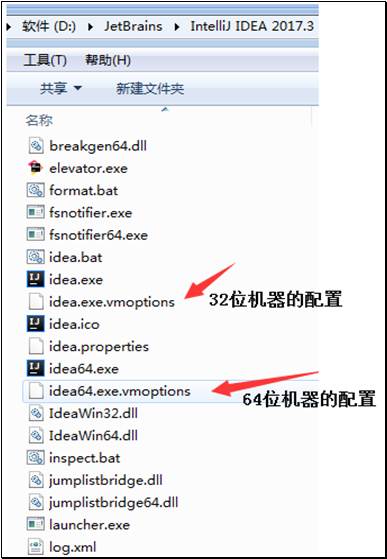 软件 (D:) JetBrains IntelliJ IDEA 2017.3
工具(T) 帮助(H)
共享 新建文件夹
名称
breakgen64.dll
elevator.exe
format.bat
fsnotifier.exe
fsnotifier64.exe
idea.bat
idea.exe
idea.exe.vmoptions
32位机器的配置
idea.ico
idea.properties
idea64.exe
idea64.exe.vmoptions
64位机器的配置
IdeaWin32.dll
IdeaWin64.dll
inspect.bat
jumplistbridge.dll
jumplistbridge64.dll
launcher.exe
log.xml